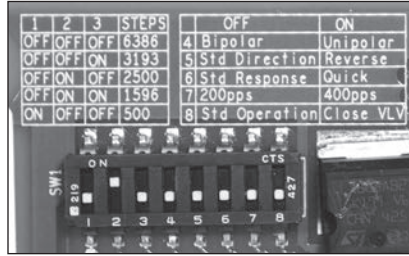 1 2 3 STEPS
OFF OFF OFF 6386
OFF OFF ON 3193
OFF ON OFF 2500
OFF ON ON 1596
ON OFF OFF 500
OFF ON
4 Bipolar Unipolar
5 Std Direction Reverse
6 Std Response Quick
7 200pps 400pps
8 Std Operation Close VLV
ON CTS
SW1
219
427
1 2 3 4 5 6 7 8